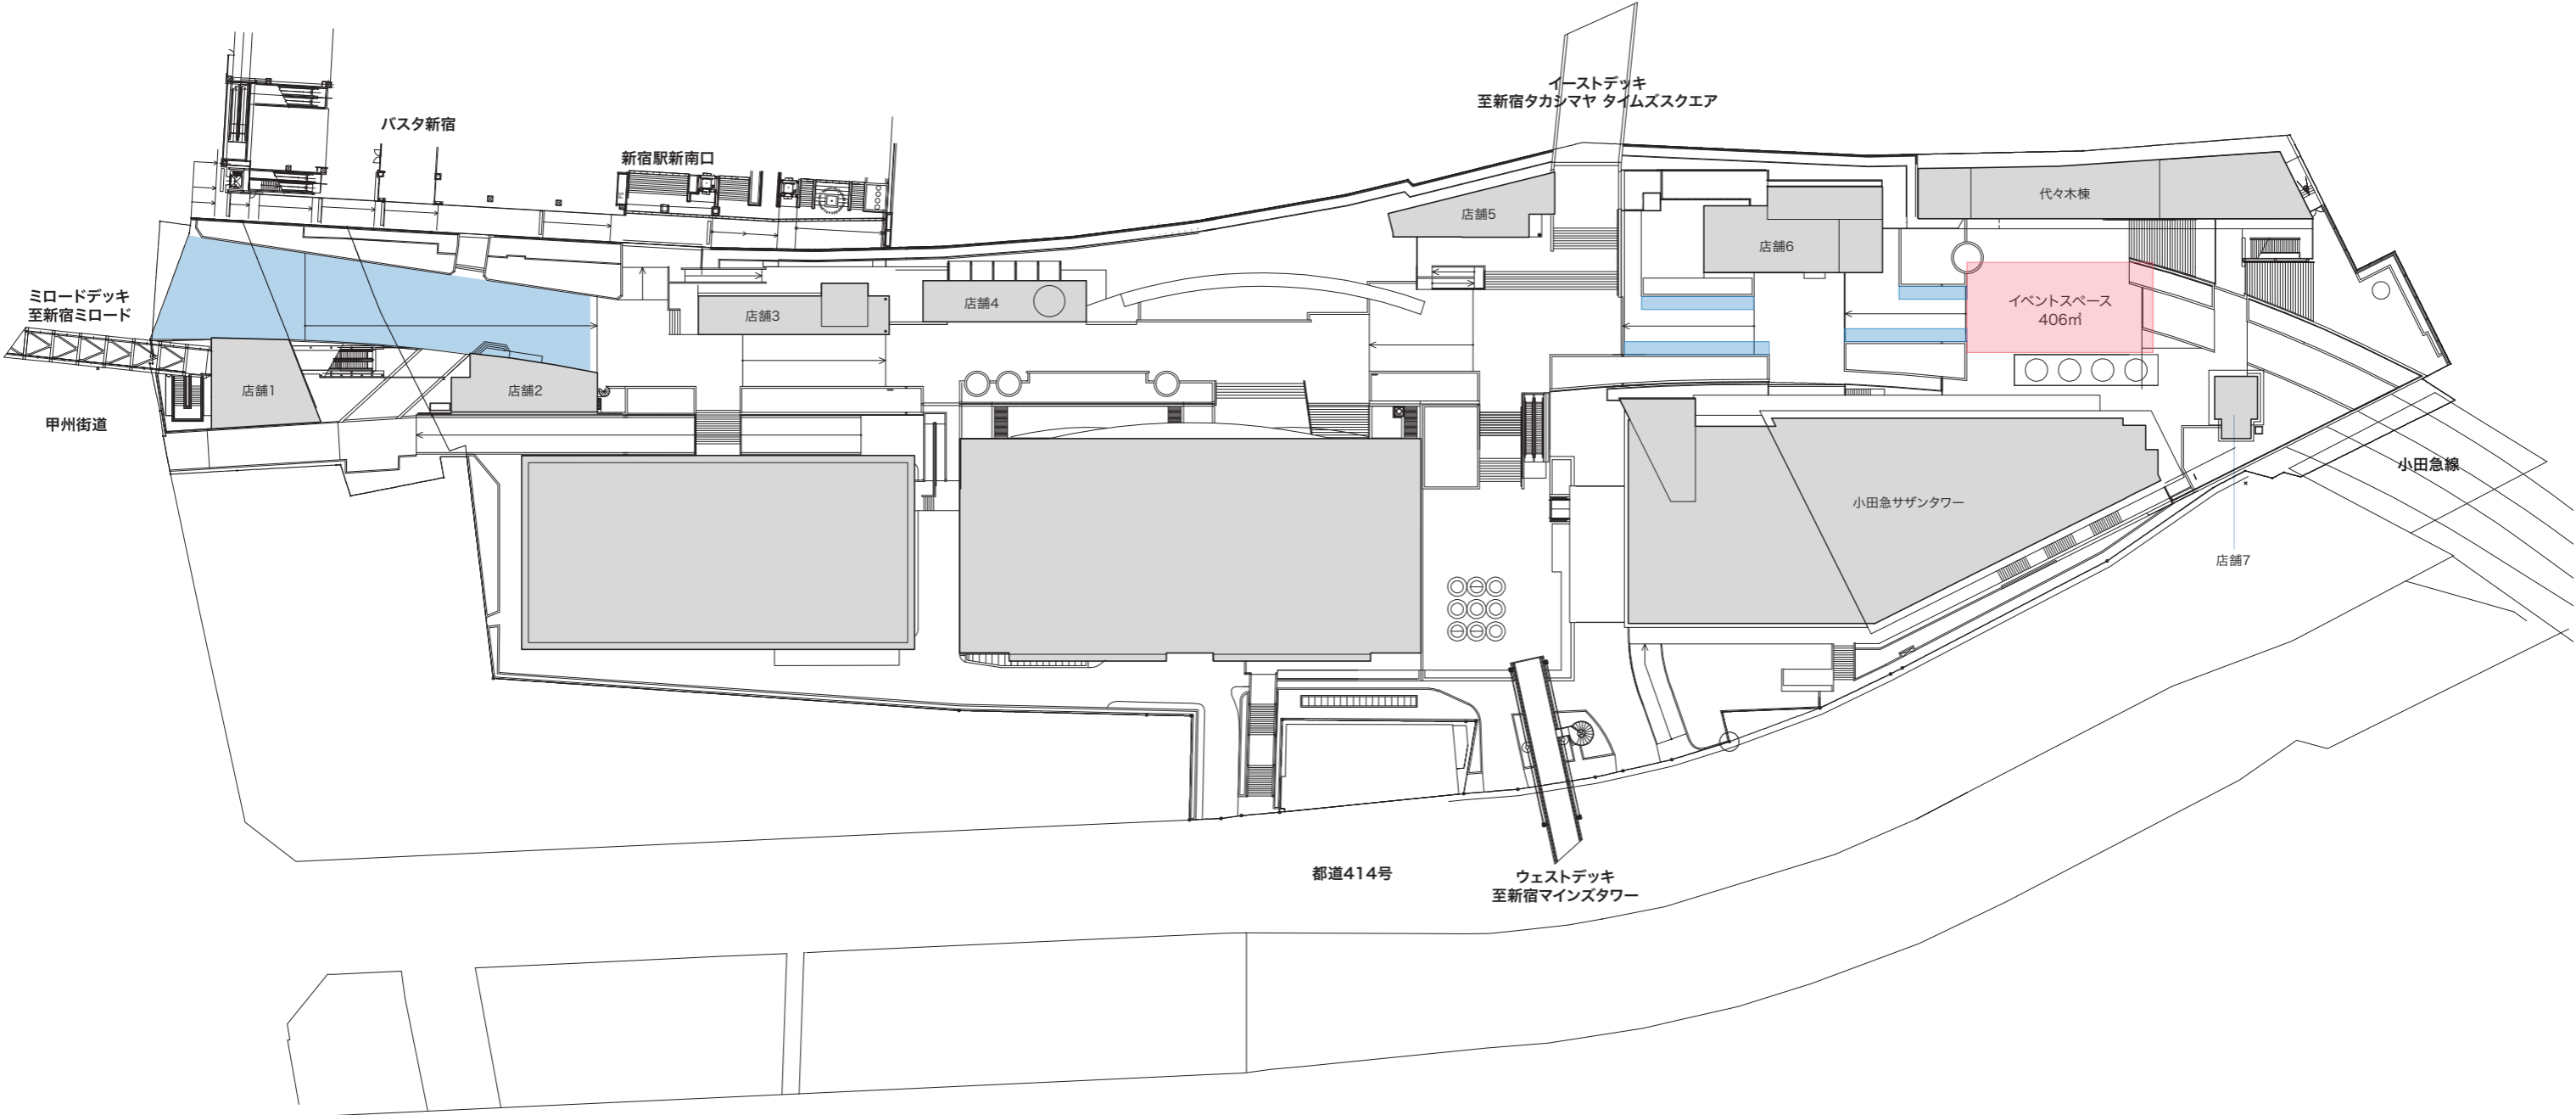 イーストデッキ
至新宿タカシマヤ タイムズスクエア
バスタ新宿
新宿駅新南口
代々木棟
店舗5
店舗6
ミロードデッキ
至新宿ミロード
店舗4
店舗3
イベントスペース
406㎡
店舗1
店舗2
甲州街道
小田急線
小田急サザンタワー
店舗7
都道414号
ウェストデッキ
至新宿マインズタワー